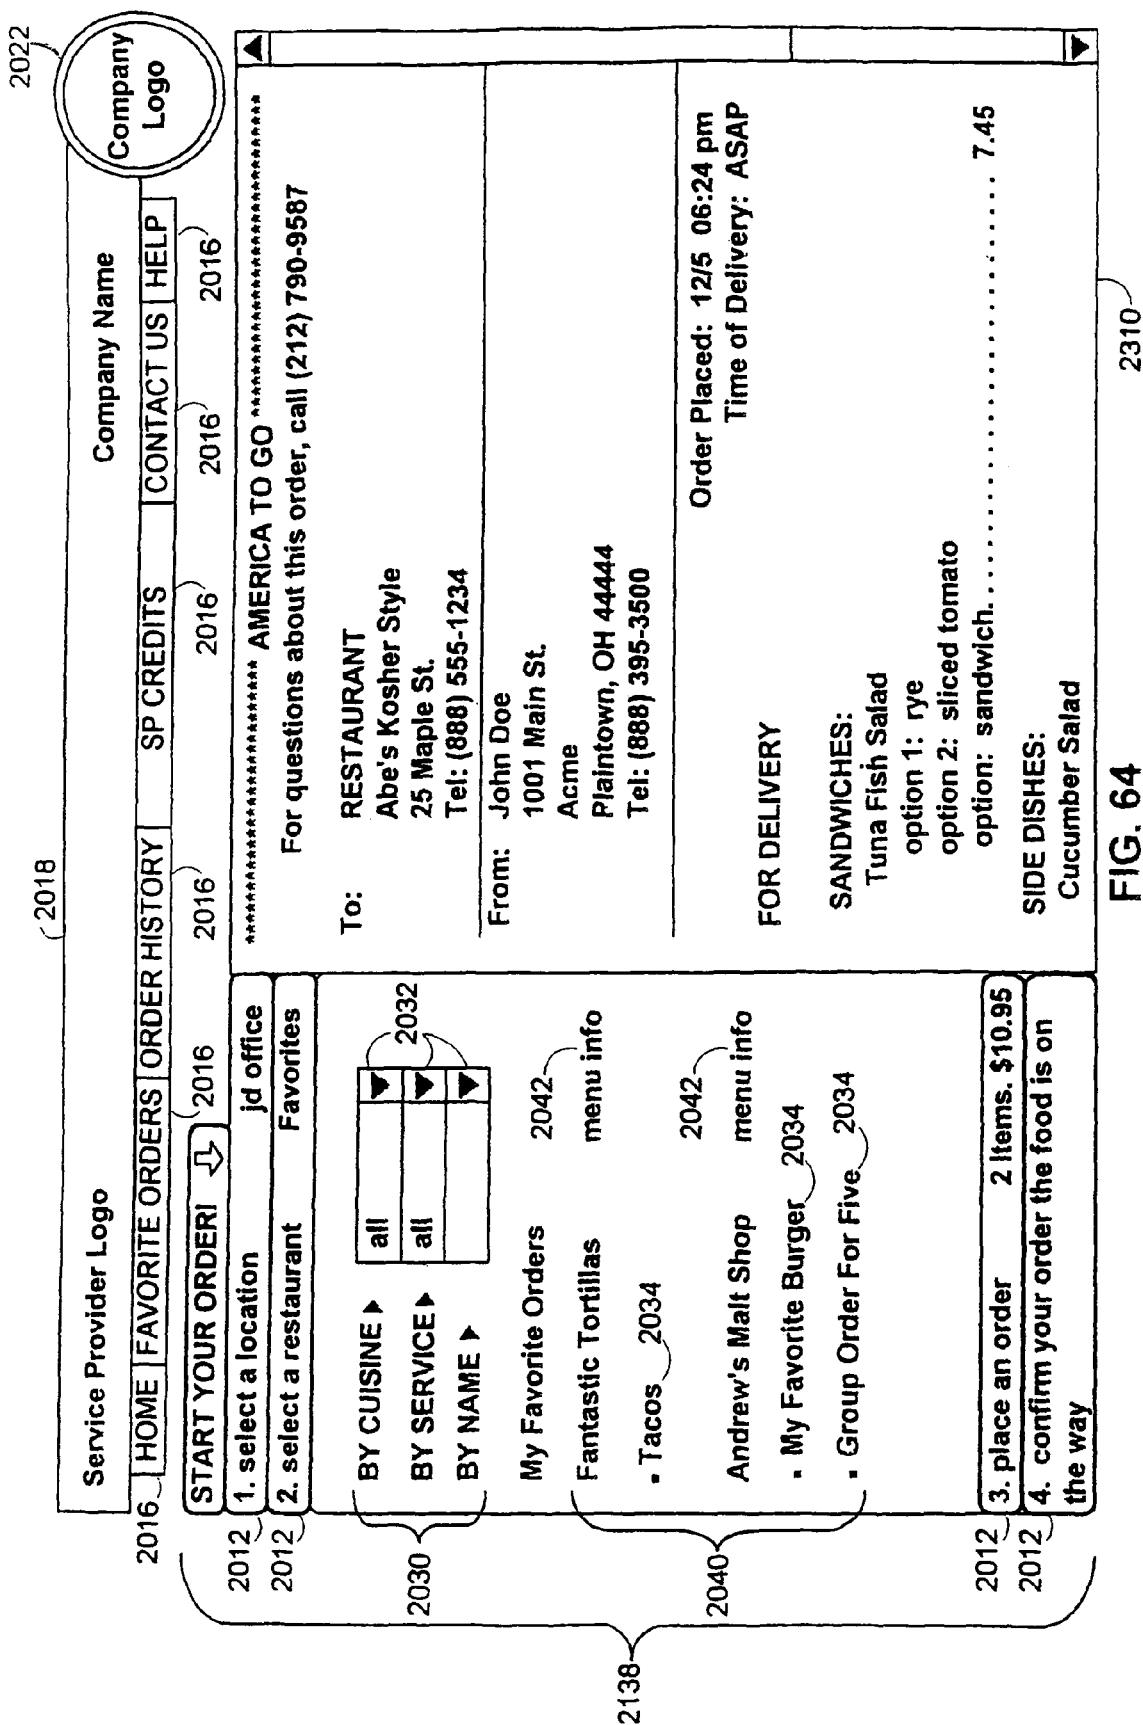 2018
2022
Service Provider Logo
Company Name
Company
Logo
2016
HOME | FAVORITE ORDERS | ORDER HISTORY
SP CREDITS
CONTACT US | HELP
2016
2016
2016
2016
2016
START YOUR ORDER!
2012
1. select a location
jd office
2012
2. select a restaurant
Favorites
2030
BY CUISINE
all
BY SERVICE
all
BY NAME
2032
My Favorite Orders
2042
Fantastic Tortillas
menu info
Tacos
2034
2040
2042
Andrew's Malt Shop
menu info
My Favorite Burger
2034
Group Order For Five
2034
2012
3. place an order
2 Items. $10.95
2012
4. confirm your order the food is on
the way
2138
****************************** AMERICA TO GO ******************************
For questions about this order, call (212) 790-9587
To:
RESTAURANT
Abe's Kosher Style
25 Maple St.
Tel: (888) 555-1234
From:
John Doe
1001 Main St.
Acme
Plaintown, OH 44444
Tel: (888) 395-3500
Order Placed: 12/5 06:24 pm
Time of Delivery: ASAP
FOR DELIVERY
SANDWICHES:
Tuna Fish Salad
option 1: rye
option 2: sliced tomato
option: sandwich........................................ 7.45
SIDE DISHES:
Cucumber Salad
2310
FIG. 64